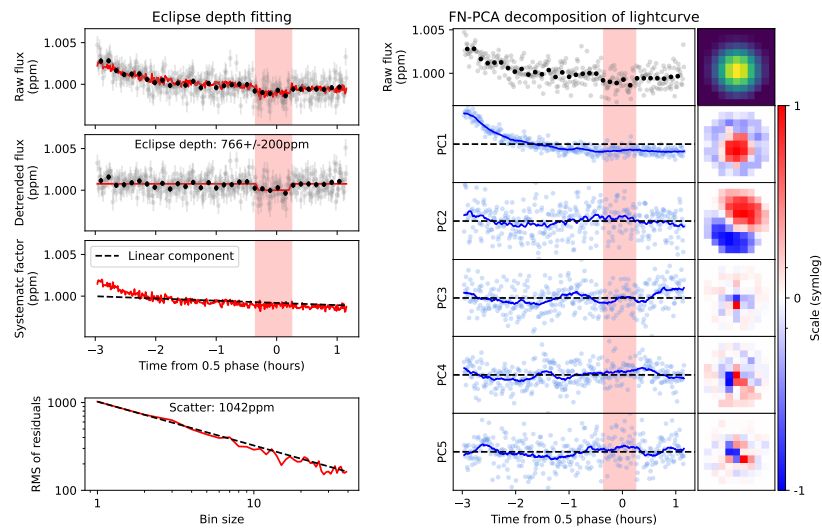 Eclipse depth fitting
1.005
1.000
Raw flux
(ppm)
Eclipse depth: 766+/-200ppm
1.005
1.000
Detrended flux
(ppm)
Linear component
1.005
1.000
Systematc factor
(ppm)
−3 −2 −1 0 1
Time from 0.5 phase (hours)
Scatter: 1042ppm
1000
100
RMS of residuals
1 10
Bin size
FN-PCA decomposition of lightcurve
1.005
1.000
Raw flux
(ppm)
PC1
PC2
PC3
PC4
PC5
−3 −2 −1 0 1
Time from 0.5 phase (hours)
1
0
-1
Scale (symlog)